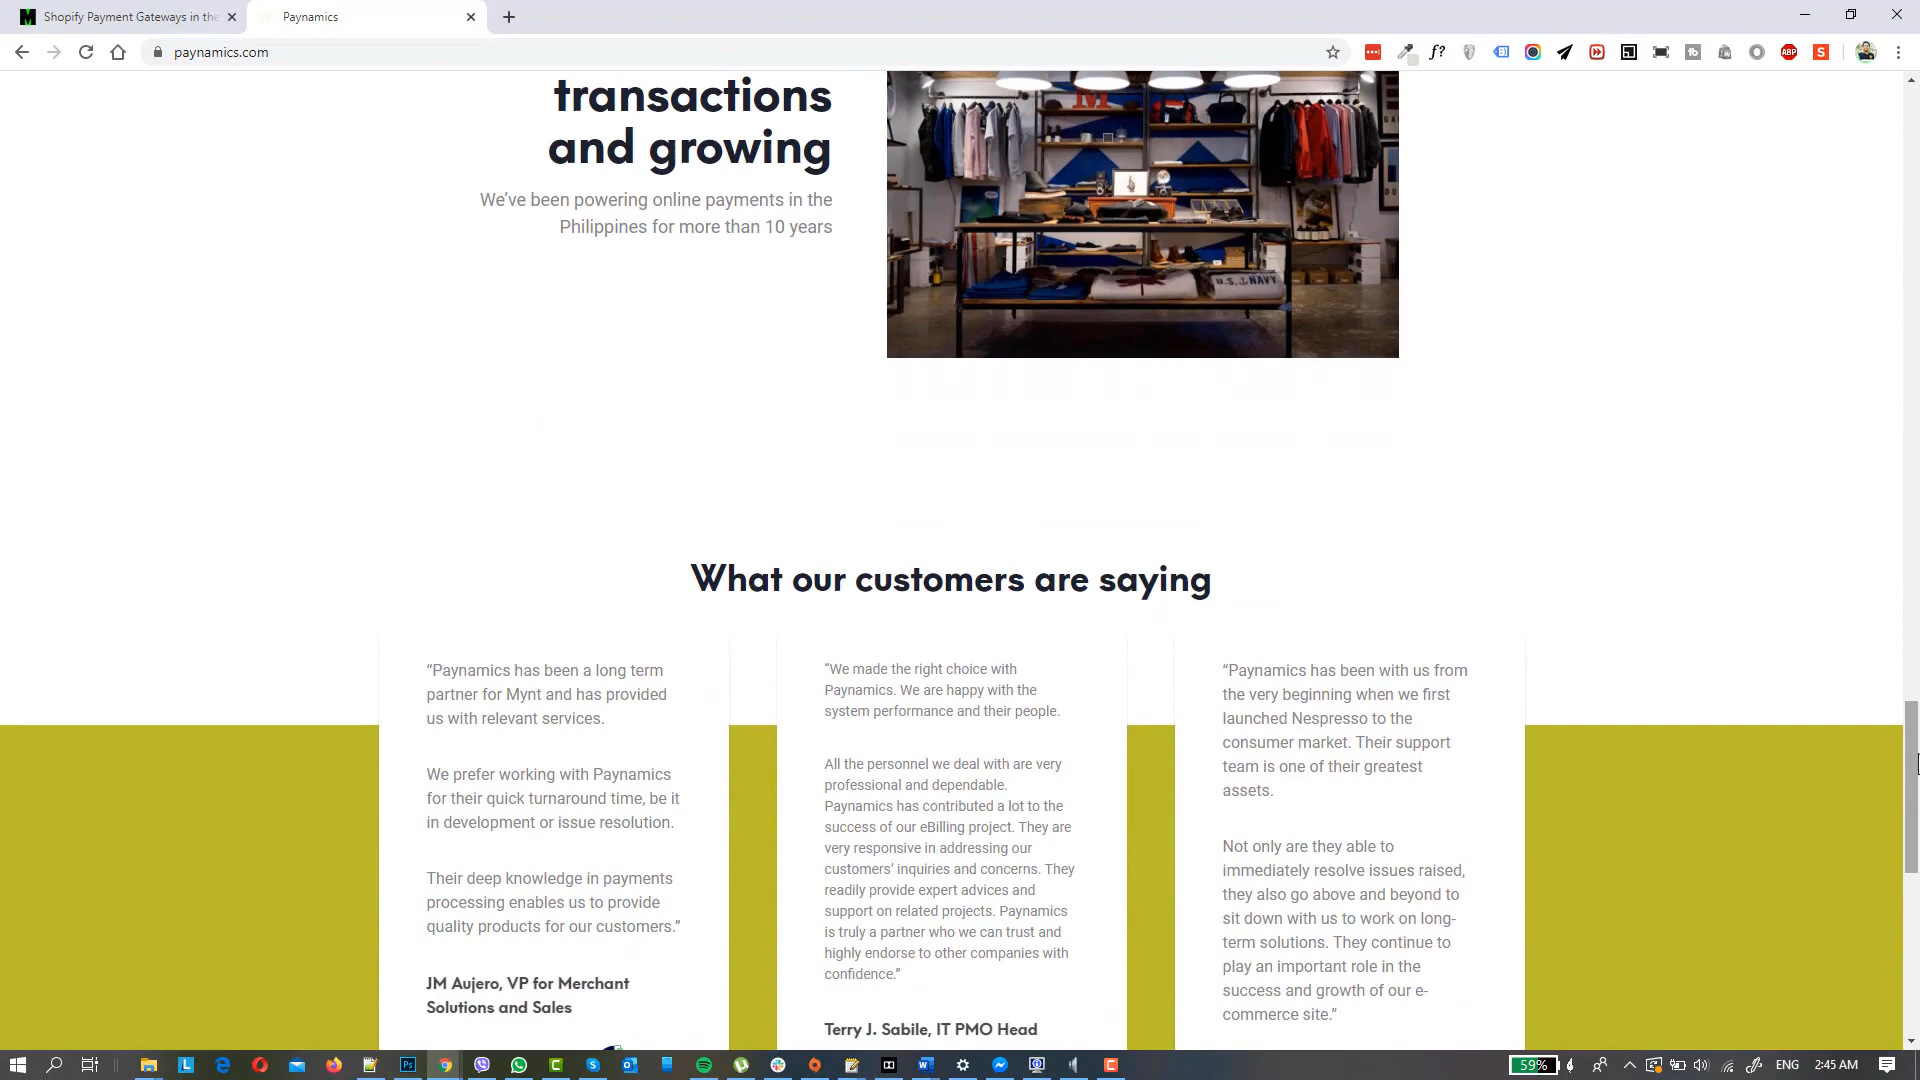 Shopify Payment Gateways in the
Paynamics
paynamics.com
transactions
and growing
We've been powering online payments in the
Philippines for more than 10 years
U.S. NAVY
What our customers are saying
“Paynamics has been a long term
partner for Mynt and has provided
us with relevant services.
We prefer working with Paynamics
for their quick turnaround time, be it
in development or issue resolution.
Their deep knowledge in payments
processing enables us to provide
quality products for our customers.”
JM Aujero, VP for Merchant
Solutions and Sales
“We made the right choice with
Paynamics. We are happy with the
system performance and their people.
All the personnel we deal with are very
professional and dependable.
Paynamics has contributed a lot to the
success of our eBilling project. They are
very responsive in addressing our
customers’ inquiries and concerns. They
readily provide expert advices and
support on related projects. Paynamics
is truly a partner who we can trust and
highly endorse to other companies with
confidence.”
Terry J. Sabile, IT PMO Head
“Paynamics has been with us from
the very beginning when we first
launched Nespresso to the
consumer market. Their support
team is one of their greatest
assets.
Not only are they able to
immediately resolve issues raised,
they also go above and beyond to
sit down with us to work on long-
term solutions. They continue to
play an important role in the
success and growth of our e-
commerce site.”
59%
ENG
2:45 AM